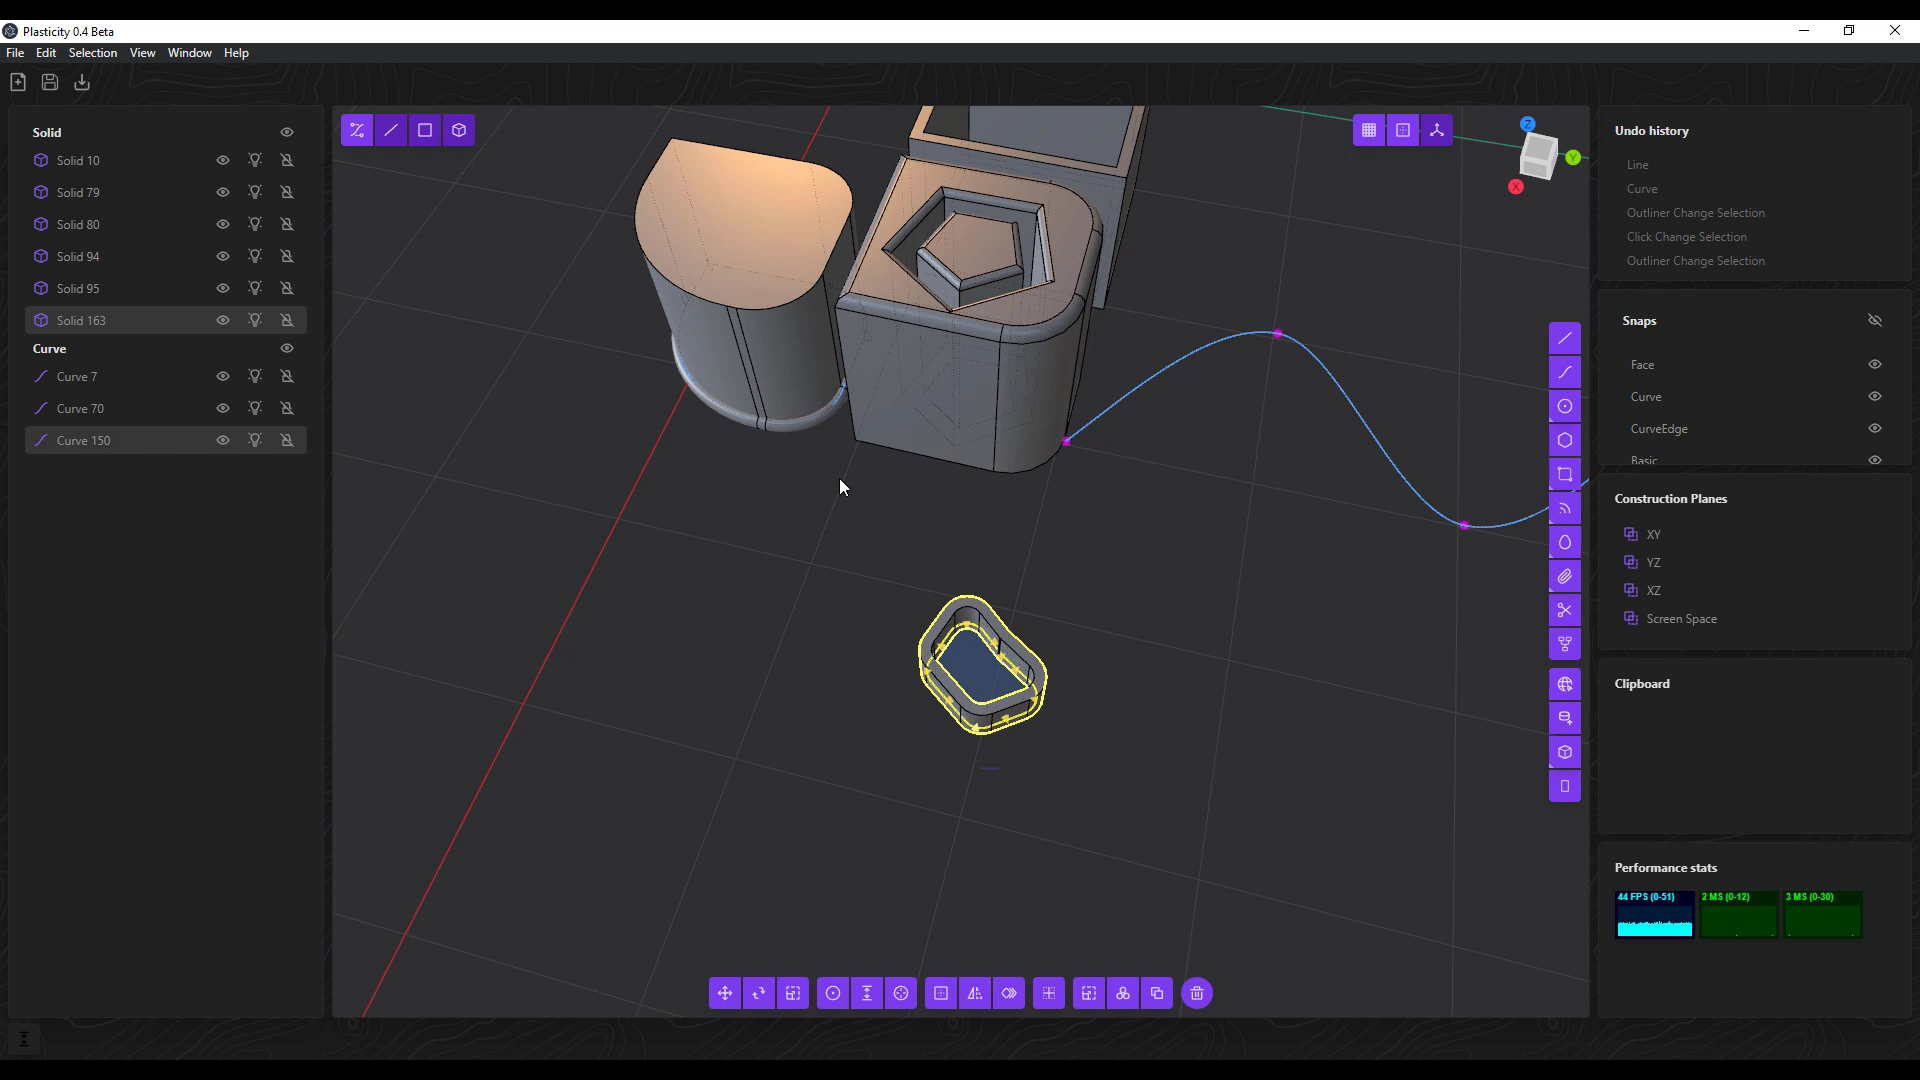 Plasticity 0.4 Beta
File Edit Selection View Window Help
Solid
Solid 10
Solid 79
Solid 80
Solid 94
Solid 95
Solid 163
Curve
Curve 7
Curve 70
Curve 150
Z
Y
X
Undo history
Line
Curve
Outliner Change Selection
Click Change Selection
Outliner Change Selection
Snaps
Face
Curve
CurveEdge
Basic
Construction Planes
XY
YZ
XZ
Screen Space
Clipboard
Performance stats
44 FPS (0-51) 2 MS (0-12) 3 MS (0-30)